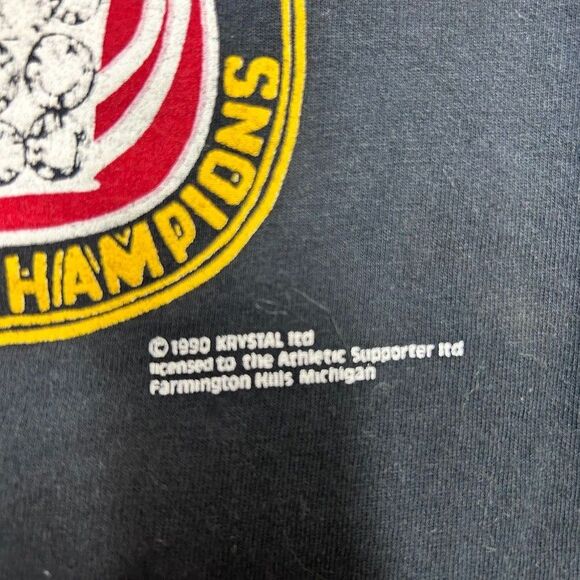 HAMPIONS
© 1990 KRYSTAL ltd
licensed to the Athletic Supporter ltd
Farmington Hills Michigan